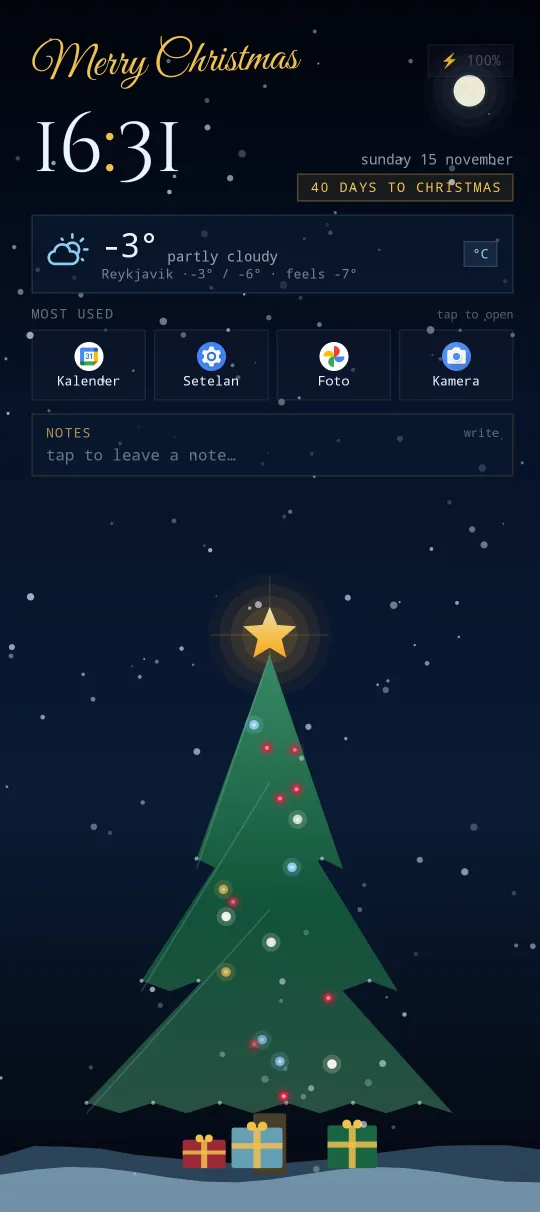 Merry Christmas
⚡ 100%
16:31
sunday 15 november
40 DAYS TO CHRISTMAS
-3° partly cloudy
°C
Reykjavik ·-3° / -6° · feels -7°
MOST USED
tap to open
31
Kalender
Setelan
Foto
Kamera
NOTES
write
tap to leave a note…